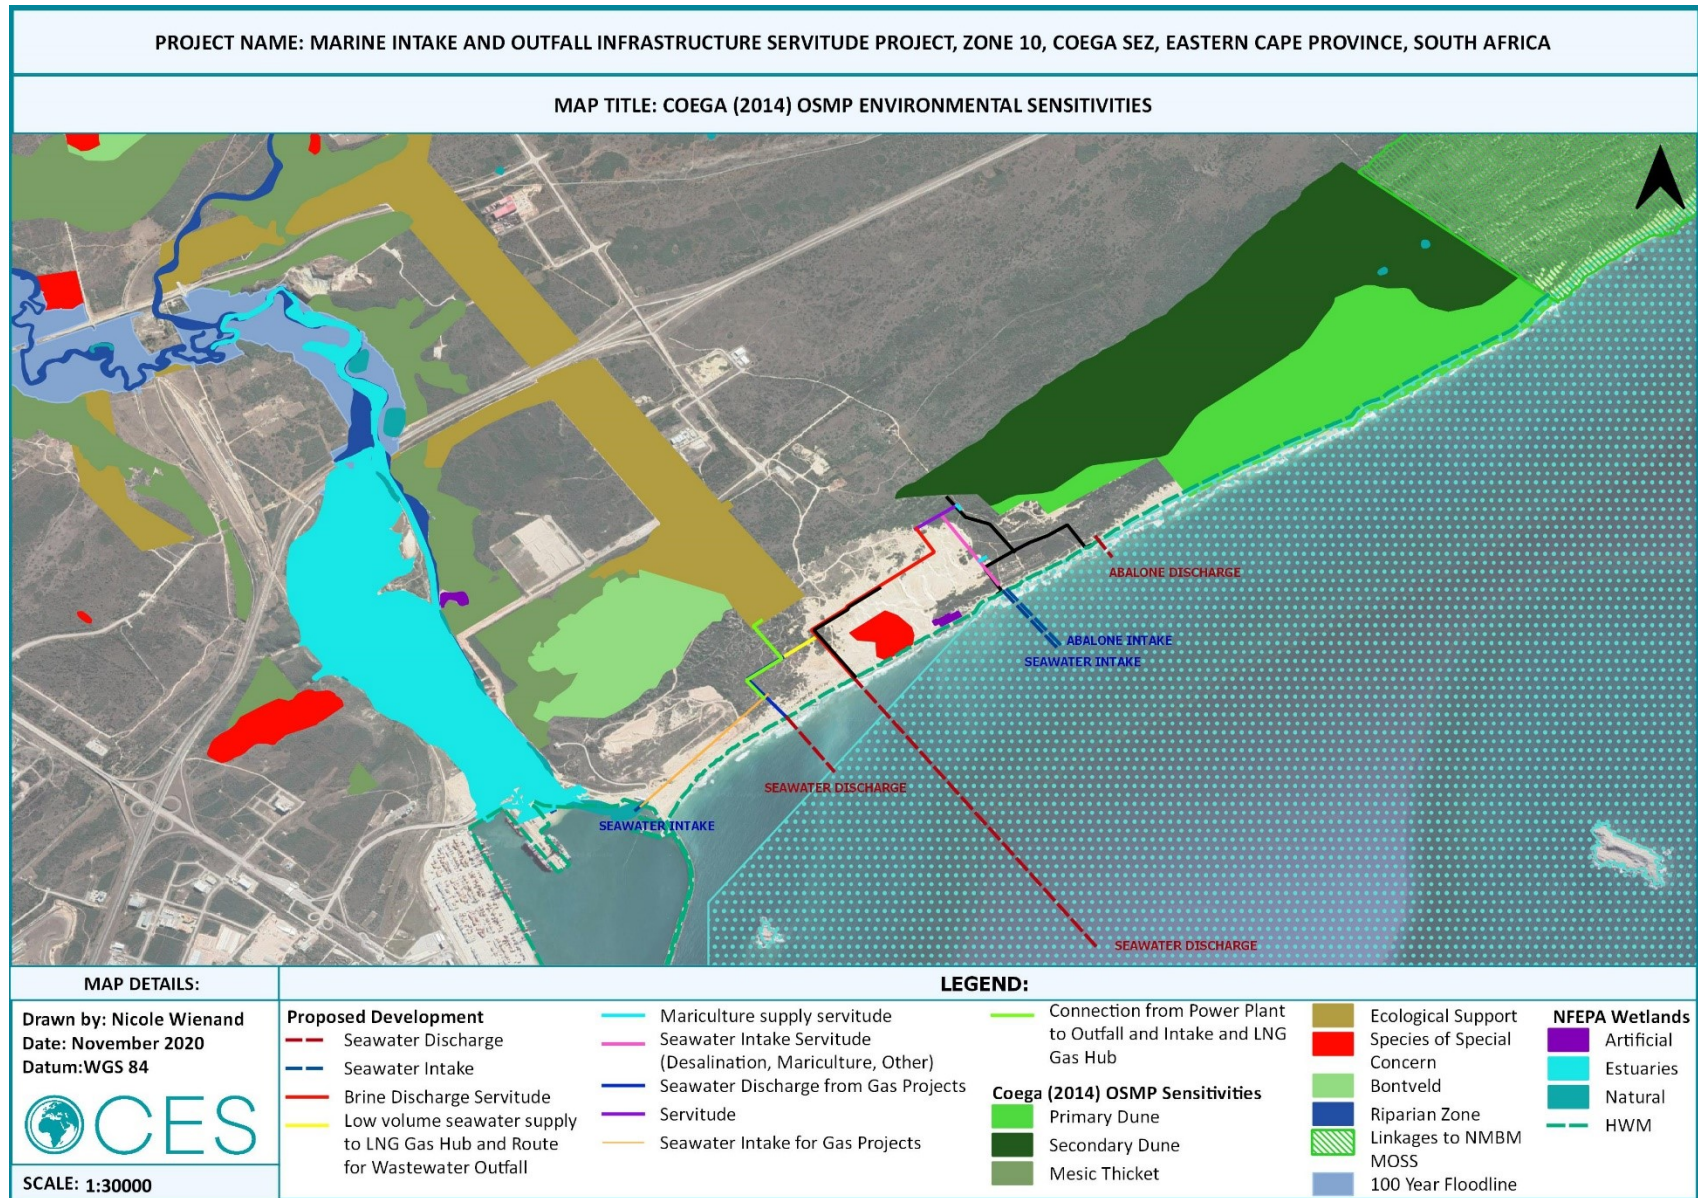 PROJECT NAME: MARINE INTAKE AND OUTFALL INFRASTRUCTURE SERVITUDE PROJECT, ZONE 10, COEGA SEZ, EASTERN CAPE PROVINCE, SOUTH AFRICA
MAP TITLE: COEGA (2014) OSMP ENVIRONMENTAL SENSITIVITIES
ABALONE DISCHARGE
ABALONE INTAKE
SEAWATER INTAKE
SEAWATER DISCHARGE
SEAWATER INTAKE
SEAWATER DISCHARGE
MAP DETAILS:
Drawn by: Nicole Wienand
Date: November 2020
Datum:WGS 84
CES
SCALE: 1:30000
LEGEND:
Proposed Development
Seawater Discharge
Seawater Intake
Brine Discharge Servitude
Low volume seawater supply
to LNG Gas Hub and Route
for Wastewater Outfall
Mariculture supply servitude
Seawater Intake Servitude
(Desalination, Mariculture, Other)
Seawater Discharge from Gas Projects
Servitude
Seawater Intake for Gas Projects
Connection from Power Plant
to Outfall and Intake and LNG
Gas Hub
Coega (2014) OSMP Sensitivities
Primary Dune
Secondary Dune
Mesic Thicket
Ecological Support
Species of Special
Concern
Bontveld
Riparian Zone
Linkages to NMBM
MOSS
100 Year Floodline
NFEPA Wetlands
Artificial
Estuaries
Natural
HWM